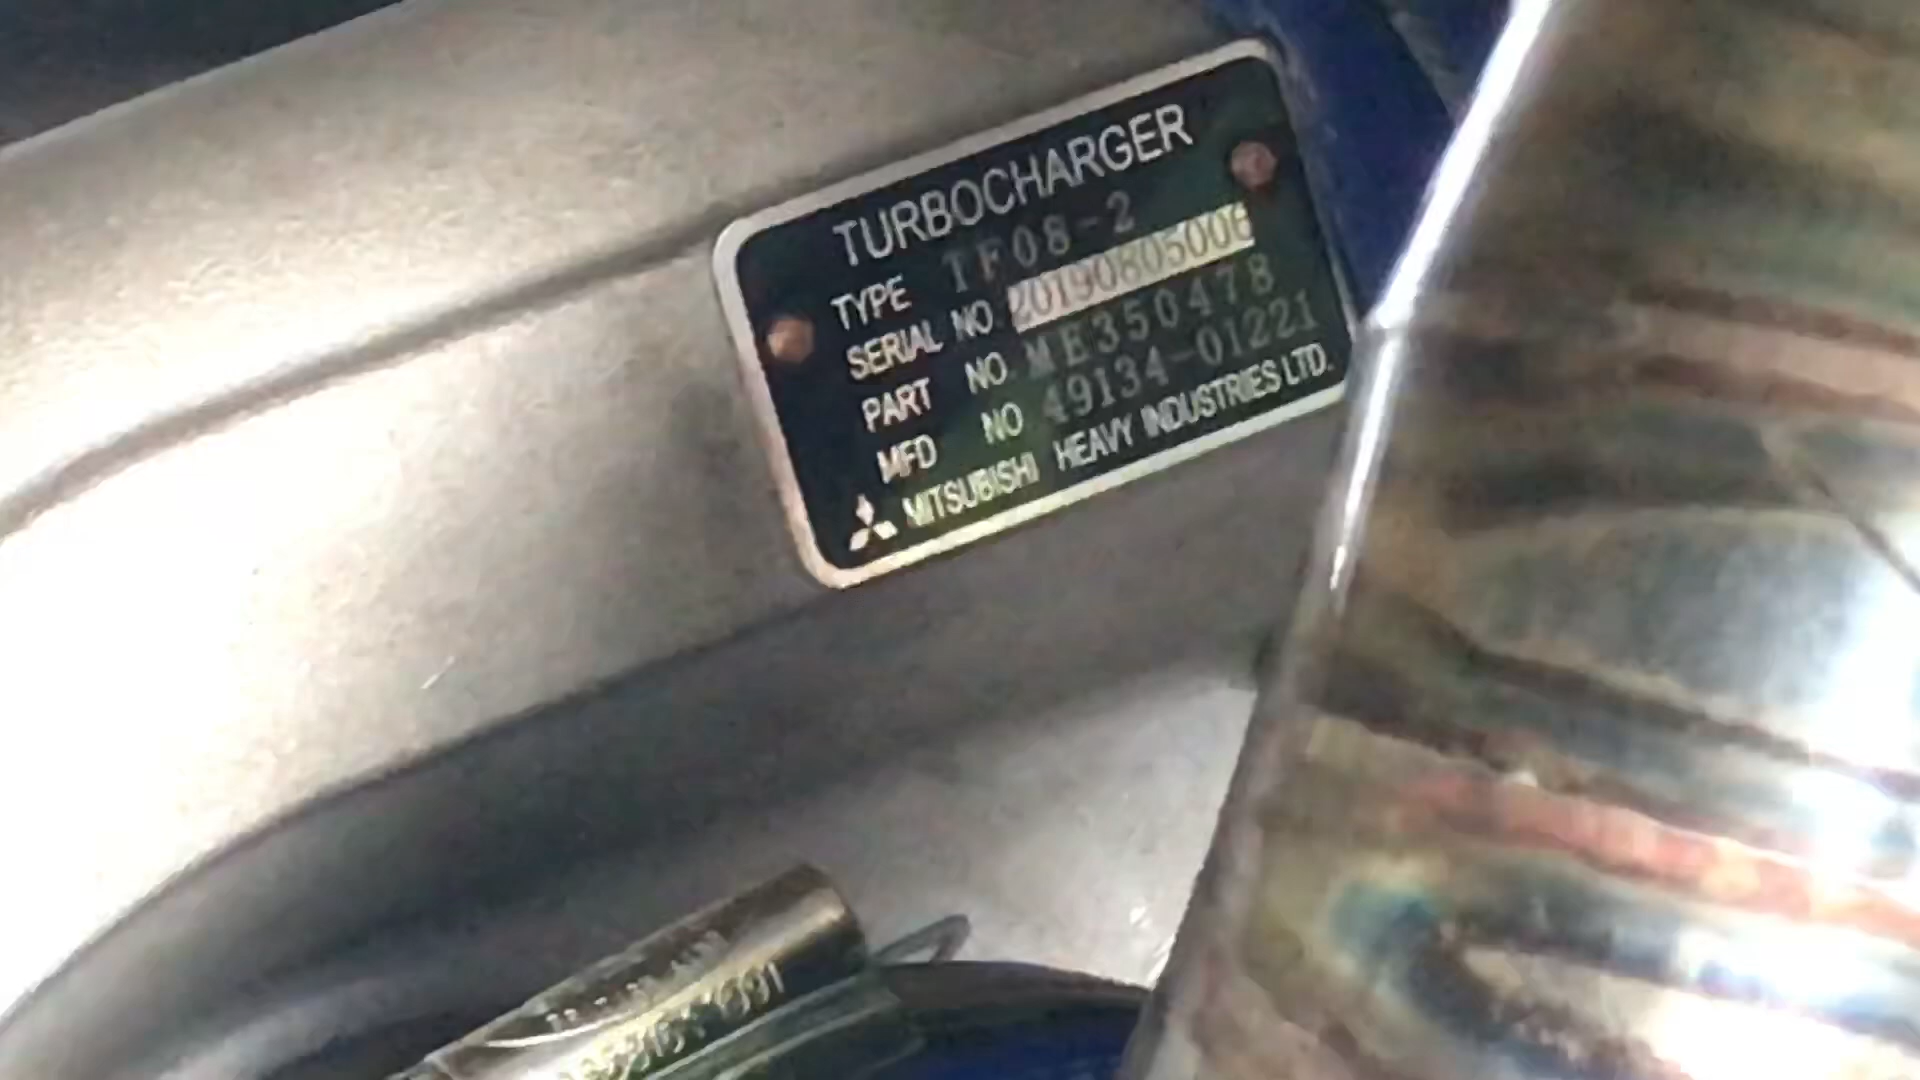 TURBOCHARGER
TYPE TF08-2
SERIAL NO 20190805006
PART NO ME350478
MFD NO 49134-01221
MITSUBISHI HEAVY INDUSTRIES LTD.